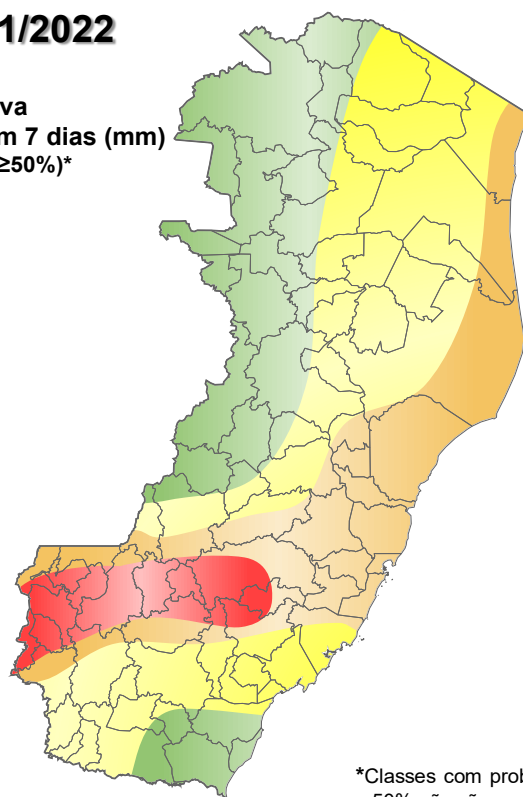 1/2022
va
m 7 dias (mm)
≥50%)*
*Classes com prob